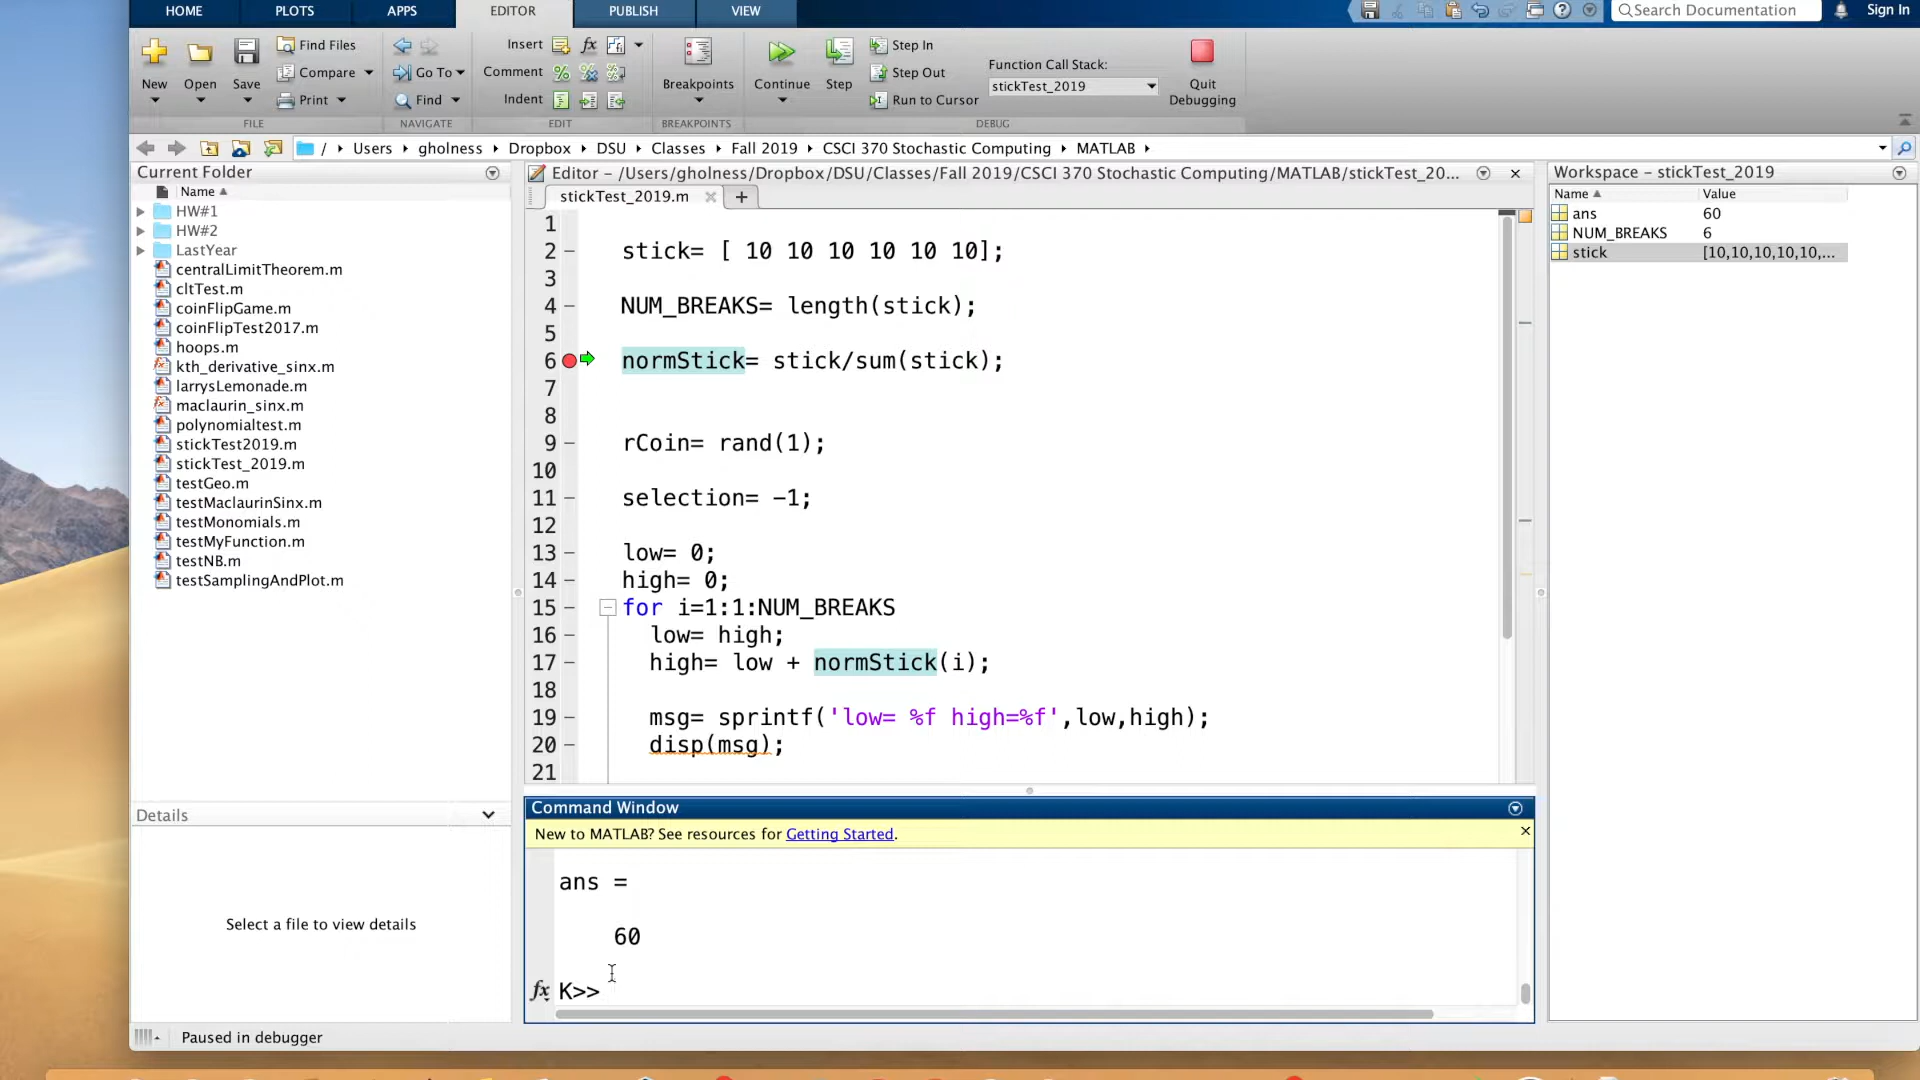 HOME PLOTS APPS EDITOR PUBLISH VIEW Search Documentation Sign In
New Open Save Find Files Compare Print
Go To Find
Insert fx
Comment
Indent
Breakpoints
Continue Step Step In Step Out Run to Cursor
Function Call Stack:
stickTest_2019
Quit Debugging
FILE NAVIGATE EDIT BREAKPOINTS DEBUG
/ Users gholness Dropbox DSU Classes Fall 2019 CSCI 370 Stochastic Computing MATLAB
Current Folder
Name
HW#1
HW#2
LastYear
centralLimitTheorem.m
cltTest.m
coinFlipGame.m
coinFlipTest2017.m
hoops.m
kth_derivative_sinx.m
larrysLemonade.m
maclaurin_sinx.m
polynomialtest.m
stickTest2019.m
stickTest_2019.m
testGeo.m
testMaclaurinSinx.m
testMonomials.m
testMyFunction.m
testNB.m
testSamplingAndPlot.m
Details
Select a file to view details
Editor – /Users/gholness/Dropbox/DSU/Classes/Fall 2019/CSCI 370 Stochastic Computing/MATLAB/stickTest_20...
stickTest_2019.m
1
2 – stick= [ 10 10 10 10 10 10];
3
4 – NUM_BREAKS= length(stick);
5
6 normStick= stick/sum(stick);
7
8
9 – rCoin= rand(1);
10
11 – selection= -1;
12
13 – low= 0;
14 – high= 0;
15 – for i=1:1:NUM_BREAKS
16 – low= high;
17 – high= low + normStick(i);
18
19 – msg= sprintf('low= %f high=%f',low,high);
20 – disp(msg);
21
Command Window
New to MATLAB? See resources for Getting Started.
ans =
60
fx K>>
Workspace – stickTest_2019
Name Value
ans 60
NUM_BREAKS 6
stick [10,10,10,10,10,...
Paused in debugger